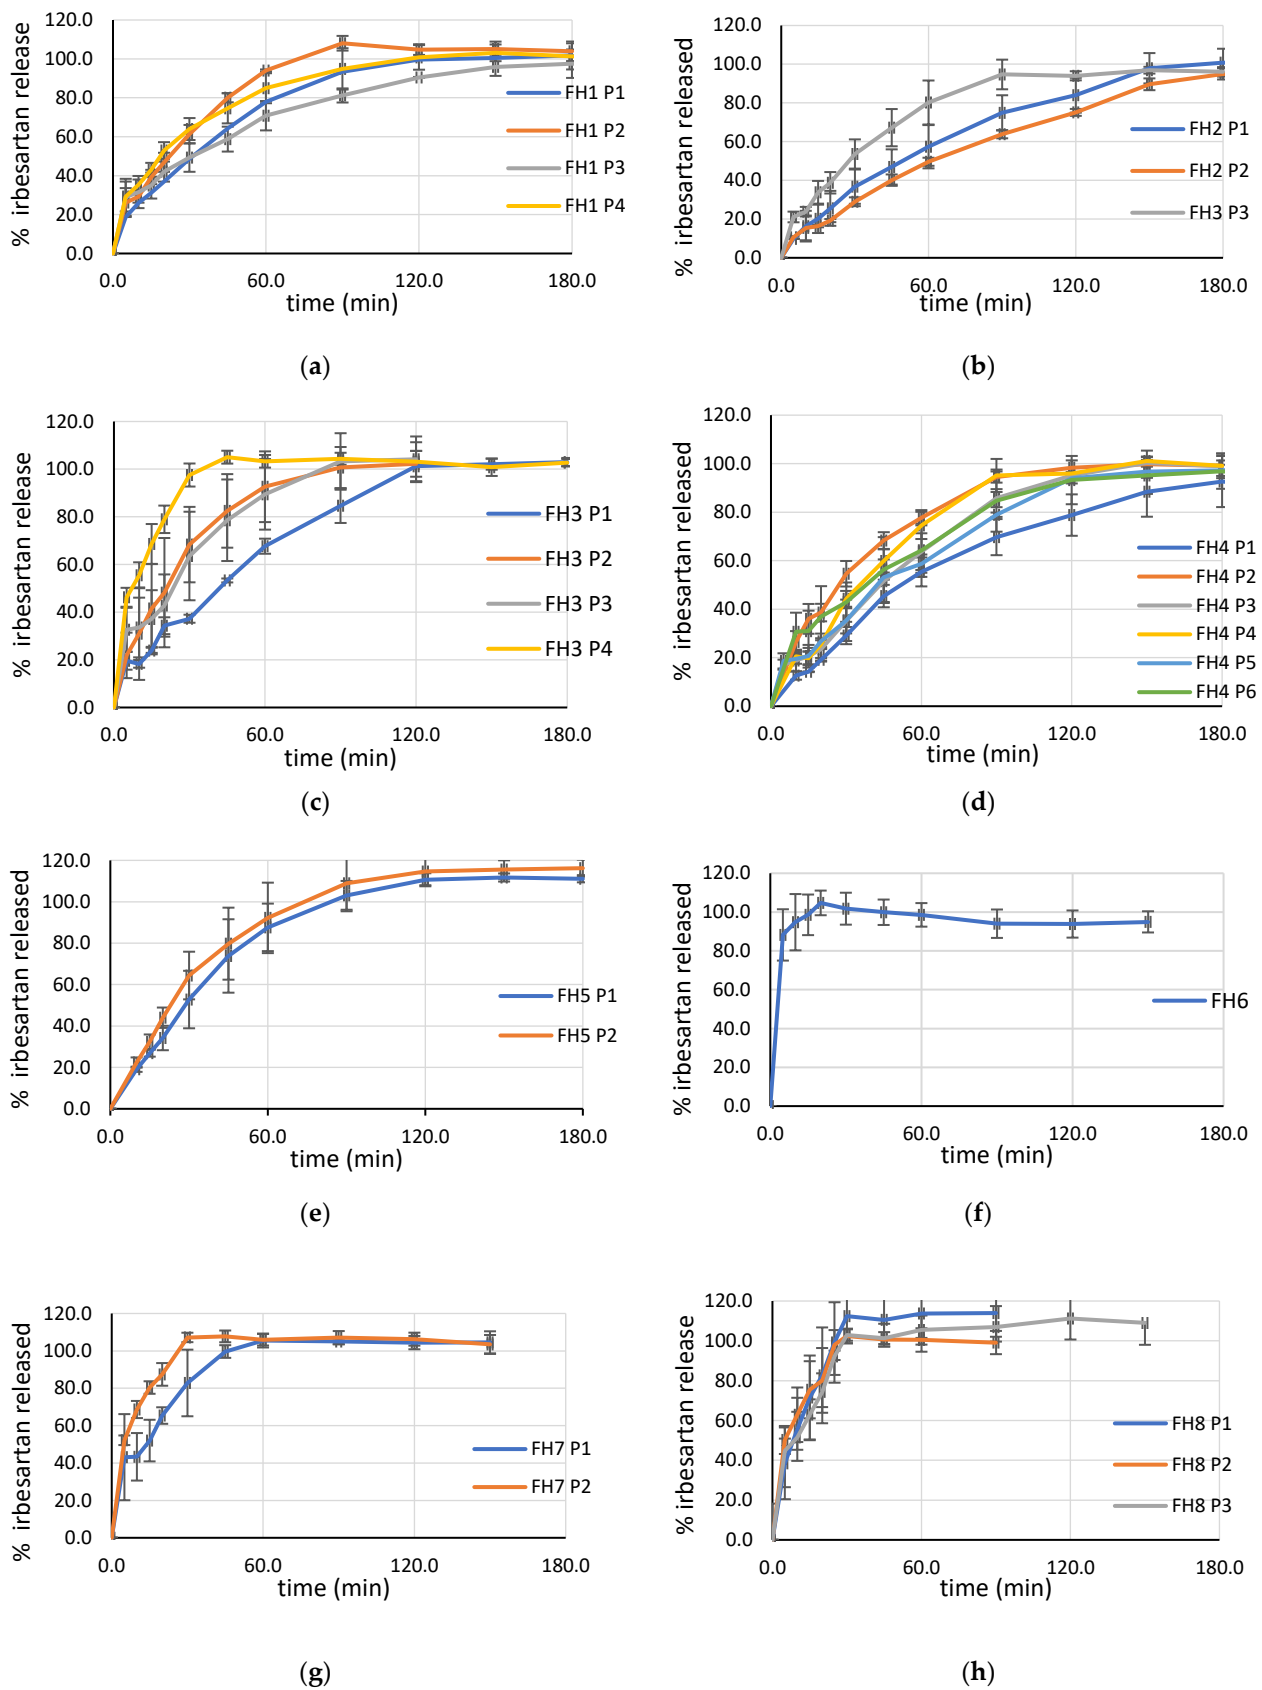 120.0
100.0
80.0
60.0
40.0
20.0
0.0
% irbesartan release
FH1 P1
FH1 P2
FH1 P3
FH1 P4
0.0 60.0 120.0 180.0
time (min)
(a)
120.0
100.0
80.0
60.0
40.0
20.0
0.0
% irbesartan released
FH2 P1
FH2 P2
FH3 P3
0.0 60.0 120.0 180.0
time (min)
(b)
120.0
100.0
80.0
60.0
40.0
20.0
0.0
% irbesartan release
FH3 P1
FH3 P2
FH3 P3
FH3 P4
0.0 60.0 120.0 180.0
time (min)
(c)
120.0
100.0
80.0
60.0
40.0
20.0
0.0
% irbesartan released
FH4 P1
FH4 P2
FH4 P3
FH4 P4
FH4 P5
FH4 P6
0.0 60.0 120.0 180.0
time (min)
(d)
120.0
100.0
80.0
60.0
40.0
20.0
0.0
% irbesartan released
FH5 P1
FH5 P2
0.0 60.0 120.0 180.0
time (min)
(e)
120.0
100.0
80.0
60.0
40.0
20.0
0.0
% irbesartan released
FH6
0.0 60.0 120.0 180.0
time (min)
(f)
120.0
100.0
80.0
60.0
40.0
20.0
0.0
% irbesartan released
FH7 P1
FH7 P2
0.0 60.0 120.0 180.0
time (min)
(g)
120.0
100.0
80.0
60.0
40.0
20.0
0.0
% irbesartan release
FH8 P1
FH8 P2
FH8 P3
0.0 60.0 120.0 180.0
time (min)
(h)